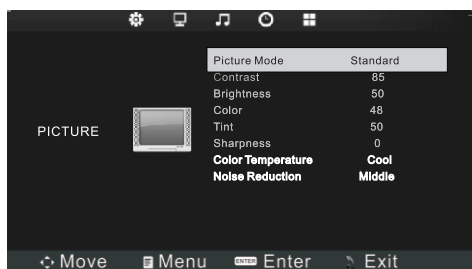 Picture Mode Standard
Contrast 85
Brightness 50
Color 48
PICTURE
Tint 50
Sharpness 0
Color Temperature Cool
Noise Reduction Middle
Move Menu ENTER Enter Exit